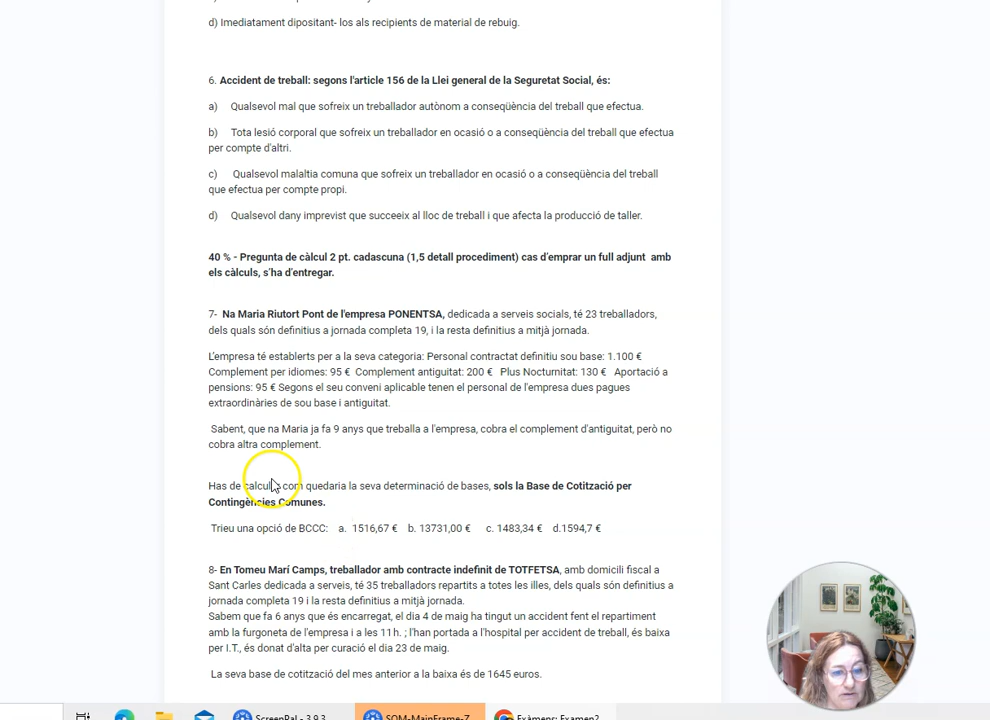 d) Imediatament dipositant- los als recipients de material de rebuig.
6. Accident de treball: segons l'article 156 de la Llei general de la Seguretat Social, és:
a) Qualsevol mal que sofreix un treballador autònom a conseqüència del treball que efectua.
b) Tota lesió corporal que sofreix un treballador en ocasió o a conseqüència del treball que efectua
per compte d'altri.
c) Qualsevol malaltia comuna que sofreix un treballador en ocasió o a conseqüència del treball
que efectua per compte propi.
d) Qualsevol dany imprevist que succeeix al lloc de treball i que afecta la producció de taller.
40 % - Pregunta de càlcul 2 pt. cadascuna (1,5 detall procediment) cas d'emprar un full adjunt amb
els càlculs, s'ha d'entregar.
7- Na Maria Riutort Pont de l'empresa PONENTSA, dedicada a serveis socials, té 23 treballadors,
dels quals són definitius a jornada completa 19, i la resta definitius a mitjà jornada.
L'empresa té establerts per a la seva categoria: Personal contractat definitiu sou base: 1.100 €
Complement per idiomes: 95 € Complement antiguitat: 200 € Plus Nocturnitat: 130 € Aportació a
pensions: 95 € Segons el seu conveni aplicable tenen el personal de l'empresa dues pagues
extraordinàries de sou base i antiguitat.
Sabent, que na Maria ja fa 9 anys que treballa a l'empresa, cobra el complement d'antiguitat, però no
cobra altra complement.
Has de calcular com quedaria la seva determinació de bases, sols la Base de Cotització per
Contingències Comunes.
Trieu una opció de BCCC: a. 1516,67 € b. 13731,00 € c. 1483,34 € d.1594,7 €
8- En Tomeu Marí Camps, treballador amb contracte indefinit de TOTFETSA, amb domicili fiscal a
Sant Carles dedicada a serveis, té 35 treballadors repartits a totes les illes, dels quals són definitius a
jornada completa 19 i la resta definitius a mitjà jornada.
Sabem que fa 6 anys que és encarregat, el dia 4 de maig ha tingut un accident fent el repartiment
amb la furgoneta de l'empresa i a les 11h. ; l'han portada a l'hospital per accident de treball, és baixa
per I.T., és donat d'alta per curació el dia 23 de maig.
La seva base de cotització del mes anterior a la baixa és de 1645 euros.
ScreenPal - 3.9.3
SOM-MainFrame-Z...
Exàmens: Examen2